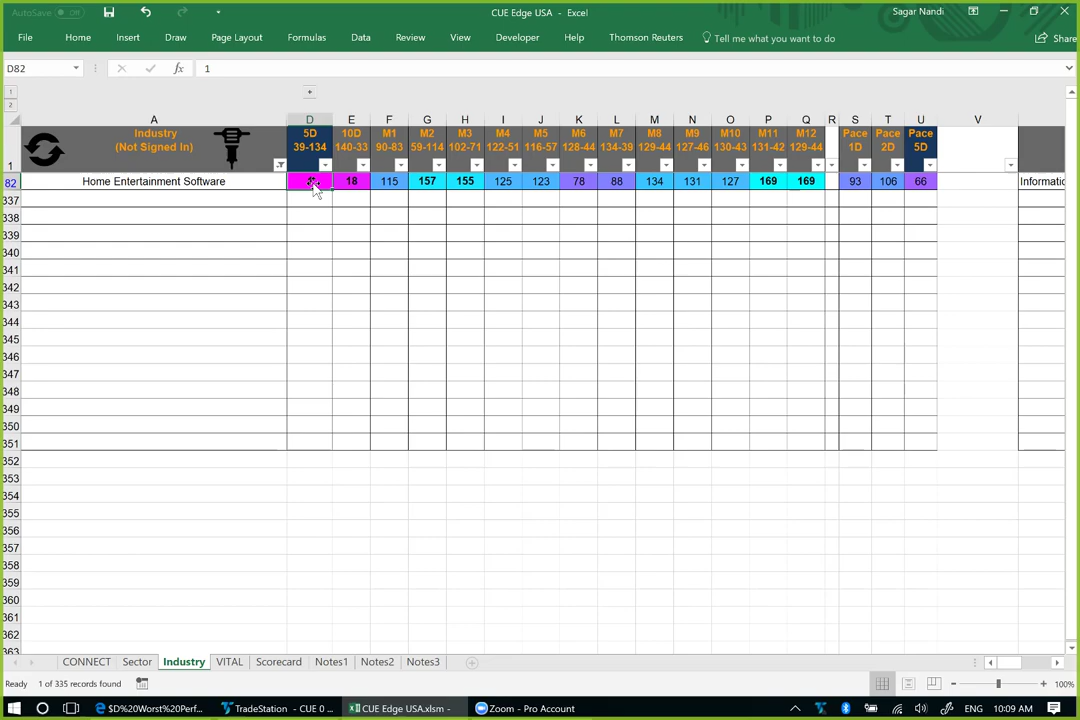 AutoSave Off
CUE Edge USA - Excel
Sagar Nandi
File Home Insert Draw Page Layout Formulas Data Review View Developer Help Thomson Reuters Tell me what you want to do Share
D82 fx 1
1
2
A D E F G H I J K L M N O P Q R S T U V
1 Industry (Not Signed In) 5D 39-134 10D 140-33 M1 90-83 M2 59-114 M3 102-71 M4 122-51 M5 116-57 M6 128-44 M7 134-39 M8 129-44 M9 127-46 M10 130-43 M11 131-42 M12 129-44 Pace 1D Pace 2D Pace 5D
82 Home Entertainment Software 18 115 157 155 125 123 78 88 134 131 127 169 169 93 106 66 Informatio
337
338
339
340
341
342
343
344
345
346
347
348
349
350
351
352
353
354
355
356
357
358
359
360
361
362
363
CONNECT Sector Industry VITAL Scorecard Notes1 Notes2 Notes3
Ready 1 of 335 records found 100%
$D%20Worst%20Perf... TradeStation - CUE 0 ... CUE Edge USA.xlsm - ... Zoom - Pro Account ENG 10:09 AM